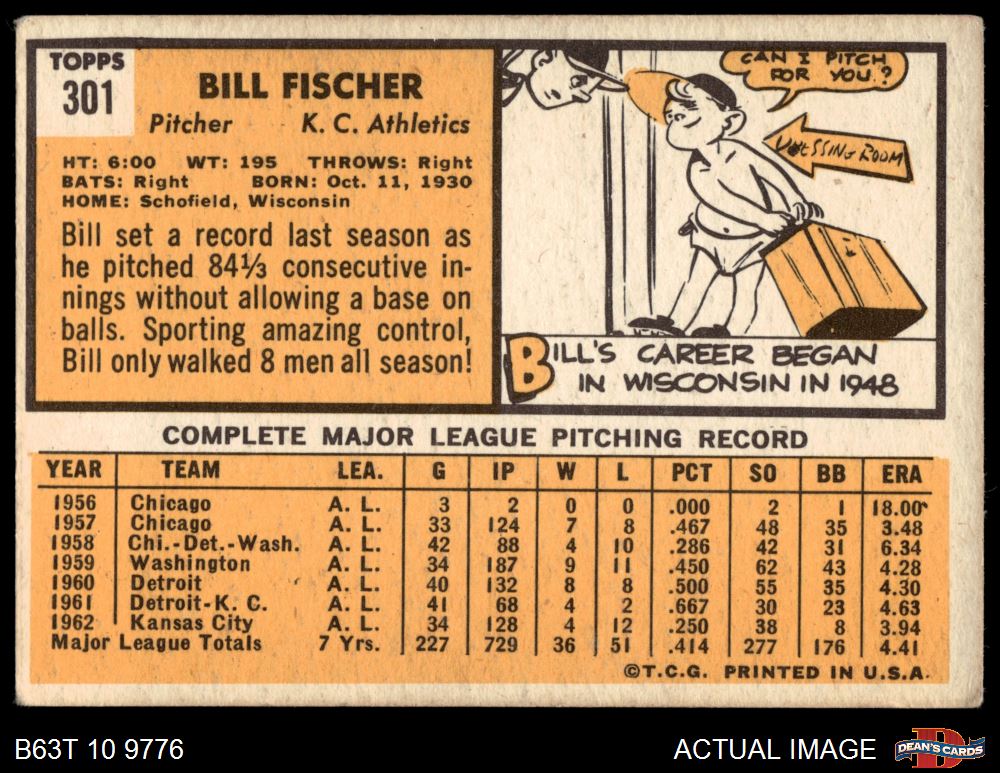 TOPPS
301
BILL FISCHER
Pitcher K. C. Athletics
HT: 6:00 WT: 195 THROWS: Right
BATS: Right BORN: Oct. 11, 1930
HOME: Schofield, Wisconsin
Bill set a record last season as
he pitched 84⅓ consecutive in-
nings without allowing a base on
balls. Sporting amazing control,
Bill only walked 8 men all season!
CAN I PITCH
FOR YOU?
DRESSING ROOM
BILL'S CAREER BEGAN
IN WISCONSIN IN 1948
COMPLETE MAJOR LEAGUE PITCHING RECORD
YEAR TEAM LEA. G IP W L PCT SO BB ERA
1956 Chicago A. L. 3 2 0 0 .000 2 1 18.00
1957 Chicago A. L. 33 124 7 8 .467 48 35 3.48
1958 Chi.-Det.-Wash. A. L. 42 88 4 10 .286 42 31 6.34
1959 Washington A. L. 34 187 9 11 .450 62 43 4.28
1960 Detroit A. L. 40 132 8 8 .500 55 35 4.30
1961 Detroit-K. C. A. L. 41 68 4 2 .667 30 23 4.63
1962 Kansas City A. L. 34 128 4 12 .250 38 8 3.94
Major League Totals 7 Yrs. 227 729 36 51 .414 277 176 4.41
©T.C.G. PRINTED IN U.S.A.
B63T 10 9776
ACTUAL IMAGE
DEAN'S CARDS